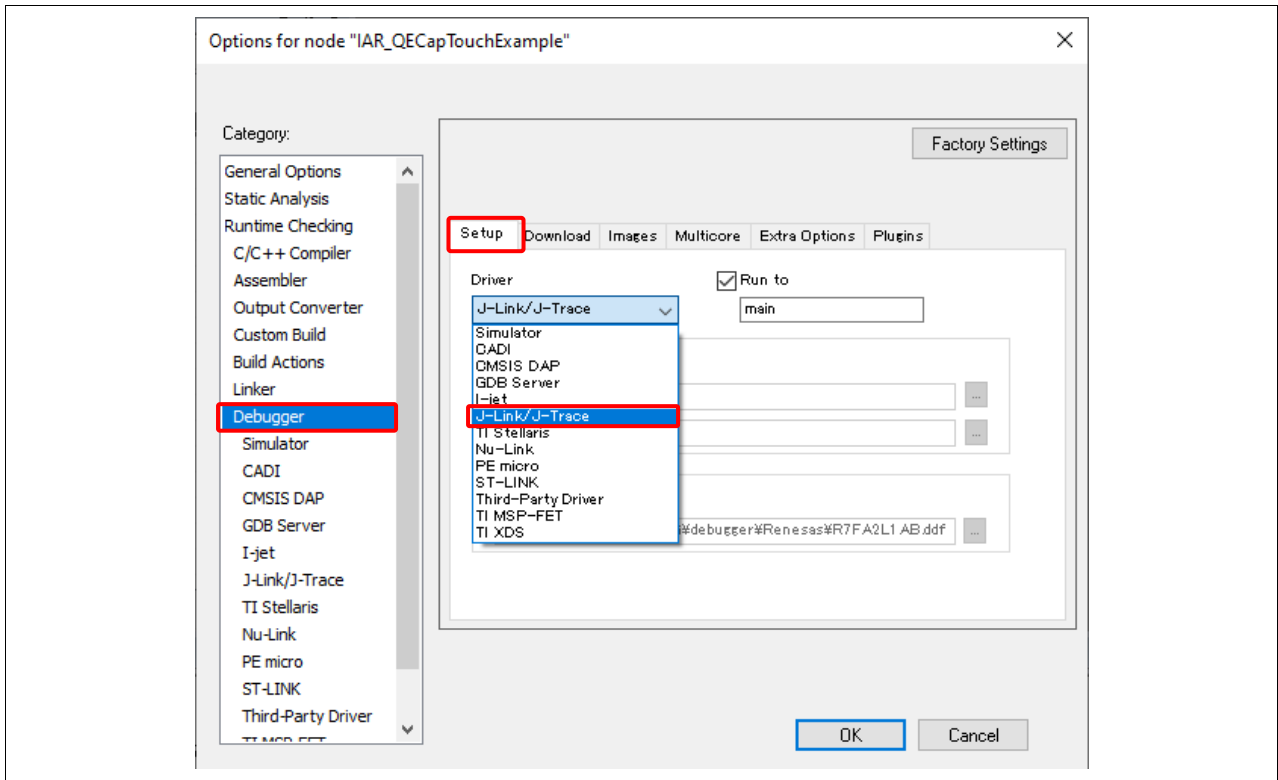 Options for node "IAR_QECapTouchExample"
Category:
General Options
Static Analysis
Runtime Checking
C/C++ Compiler
Assembler
Output Converter
Custom Build
Build Actions
Linker
Debugger
Simulator
CADI
CMSIS DAP
GDB Server
I-jet
J-Link/J-Trace
TI Stellaris
Nu-Link
PE micro
ST-LINK
Third-Party Driver
TI MSP-FET
Factory Settings
Setup Download Images Multicore Extra Options Plugins
Driver
Run to
J-Link/J-Trace
main
Simulator
CADI
CMSIS DAP
GDB Server
I-jet
J-Link/J-Trace
TI Stellaris
Nu-Link
PE micro
ST-LINK
Third-Party Driver
TI MSP-FET
TI XDS
...
...
¥debugger¥Renesas¥R7FA2L1AB.ddf ...
OK Cancel